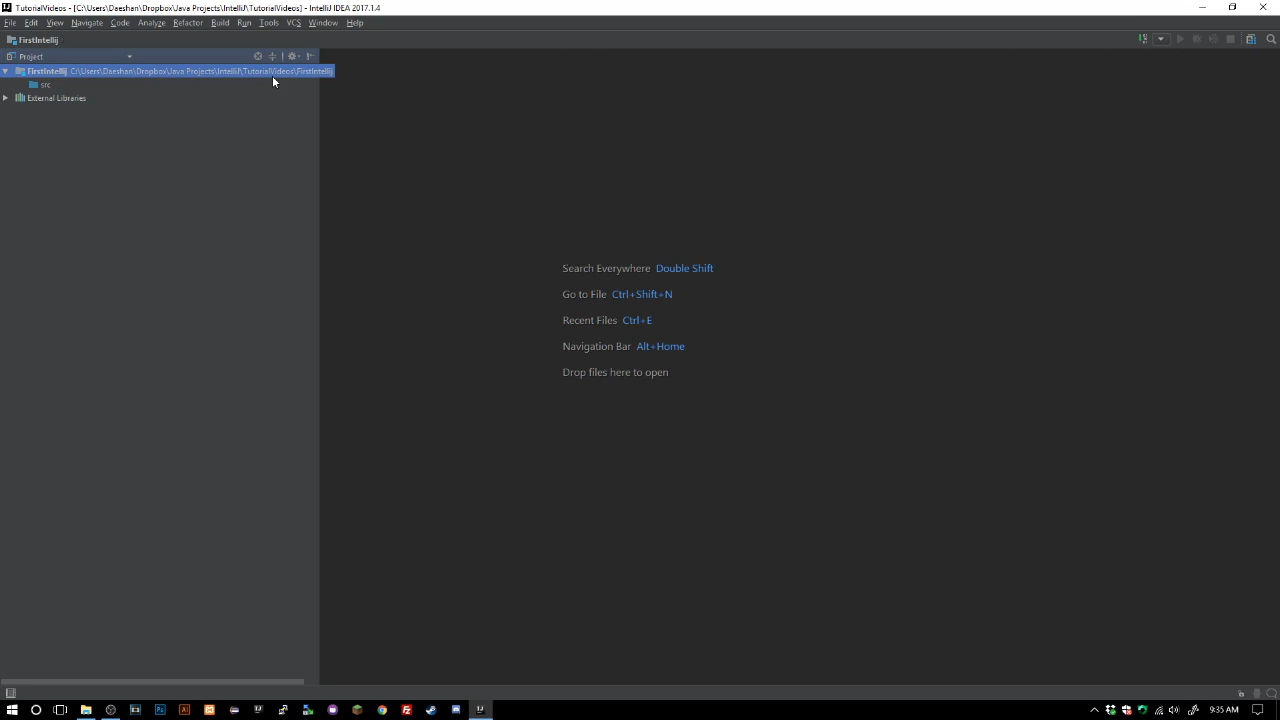 TutorialVideos - [C:\Users\Daeshan\Dropbox\Java Projects\IntelliJ\TutorialVideos] - IntelliJ IDEA 2017.1.4
File Edit View Navigate Code Analyze Refactor Build Run Tools VCS Window Help
FirstIntellij
Project
FirstIntellij C:\Users\Daeshan\Dropbox\Java Projects\IntelliJ\TutorialVideos\FirstIntellij
src
External Libraries
Search Everywhere Double Shift
Go to File Ctrl+Shift+N
Recent Files Ctrl+E
Navigation Bar Alt+Home
Drop files here to open
9:35 AM